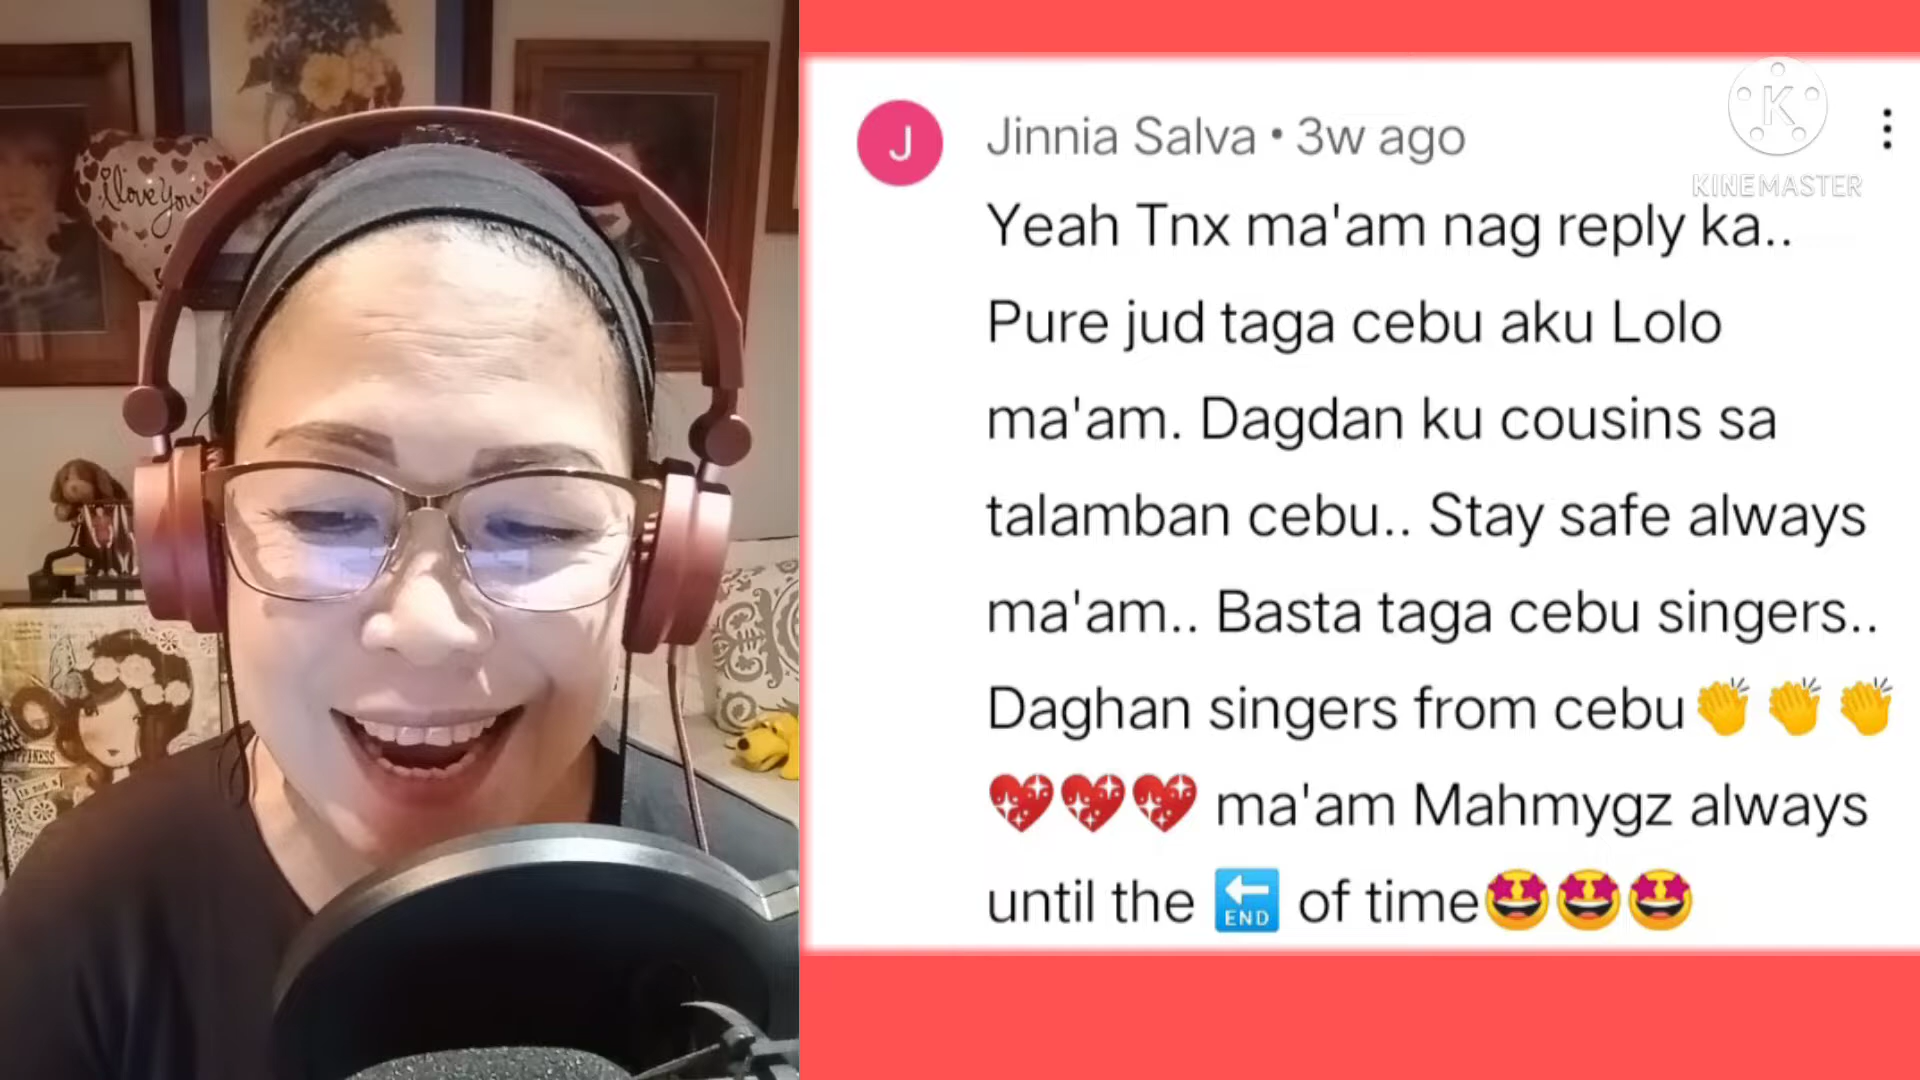 i love you
J
Jinnia Salva • 3w ago
KINEMASTER
Yeah Tnx ma'am nag reply ka..
Pure jud taga cebu aku Lolo
ma'am. Dagdan ku cousins sa
talamban cebu.. Stay safe always
ma'am.. Basta taga cebu singers..
Daghan singers from cebu👏👏👏
💖💖💖 ma'am Mahmygz always
until the 🔚 of time🤩🤩🤩